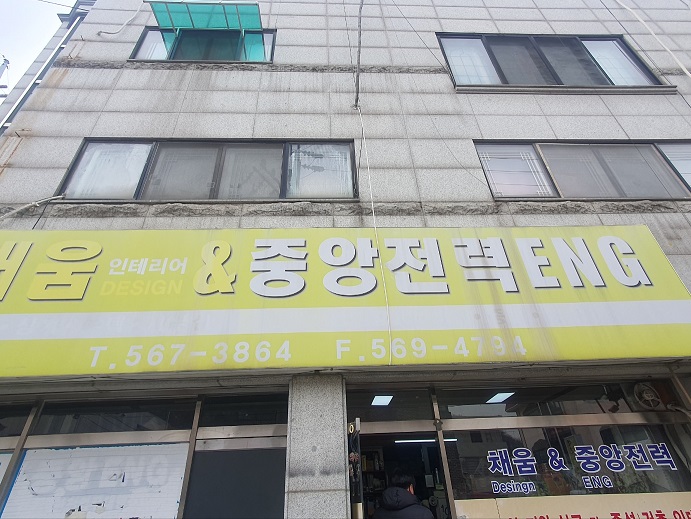 채움 인테리어 DESIGN & 중앙전력ENG
T.567-3864 F.569-4794
채움 & 중앙전력
Desingn ENG